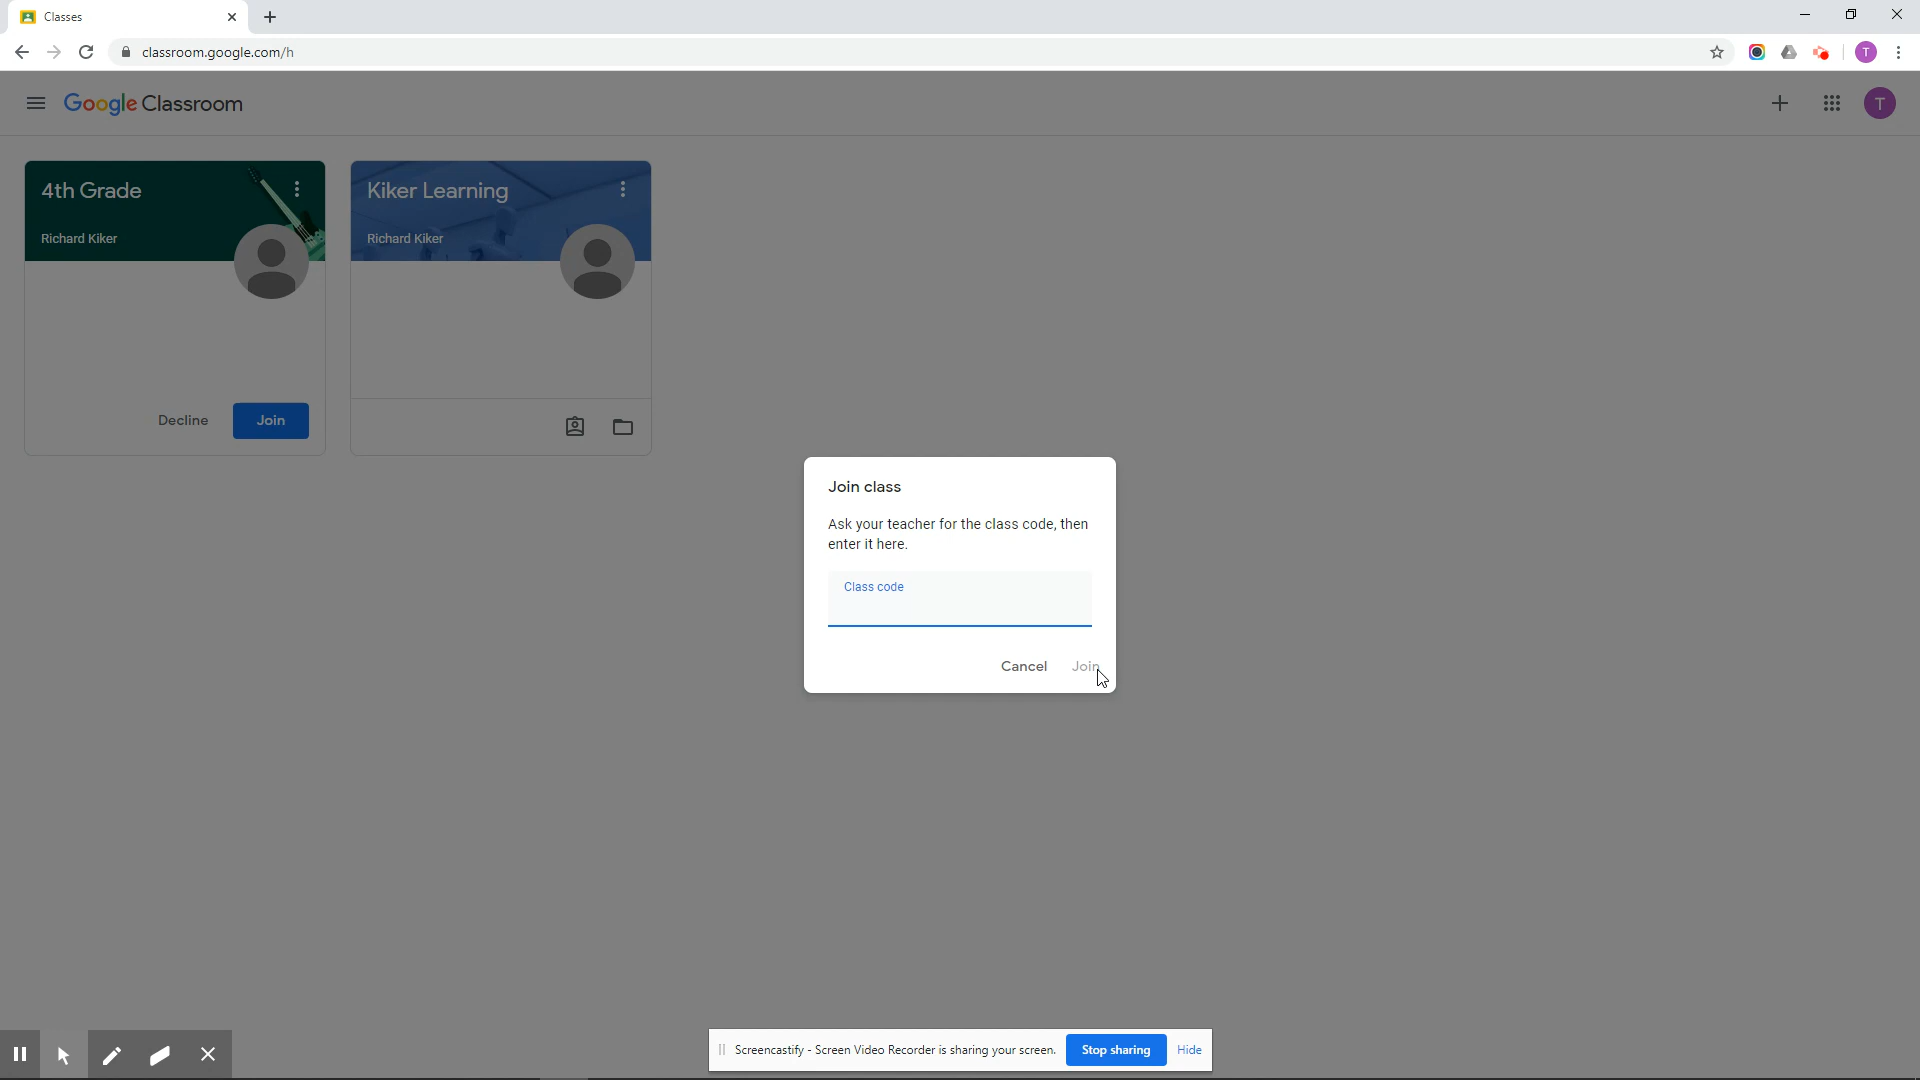 Classes
classroom.google.com/h
T
Google Classroom
T
4th Grade
Richard Kiker
Decline
Join
Kiker Learning
Richard Kiker
Join class
Ask your teacher for the class code, then
enter it here.
Class code
Cancel
Join
Screencastify - Screen Video Recorder is sharing your screen.
Stop sharing
Hide